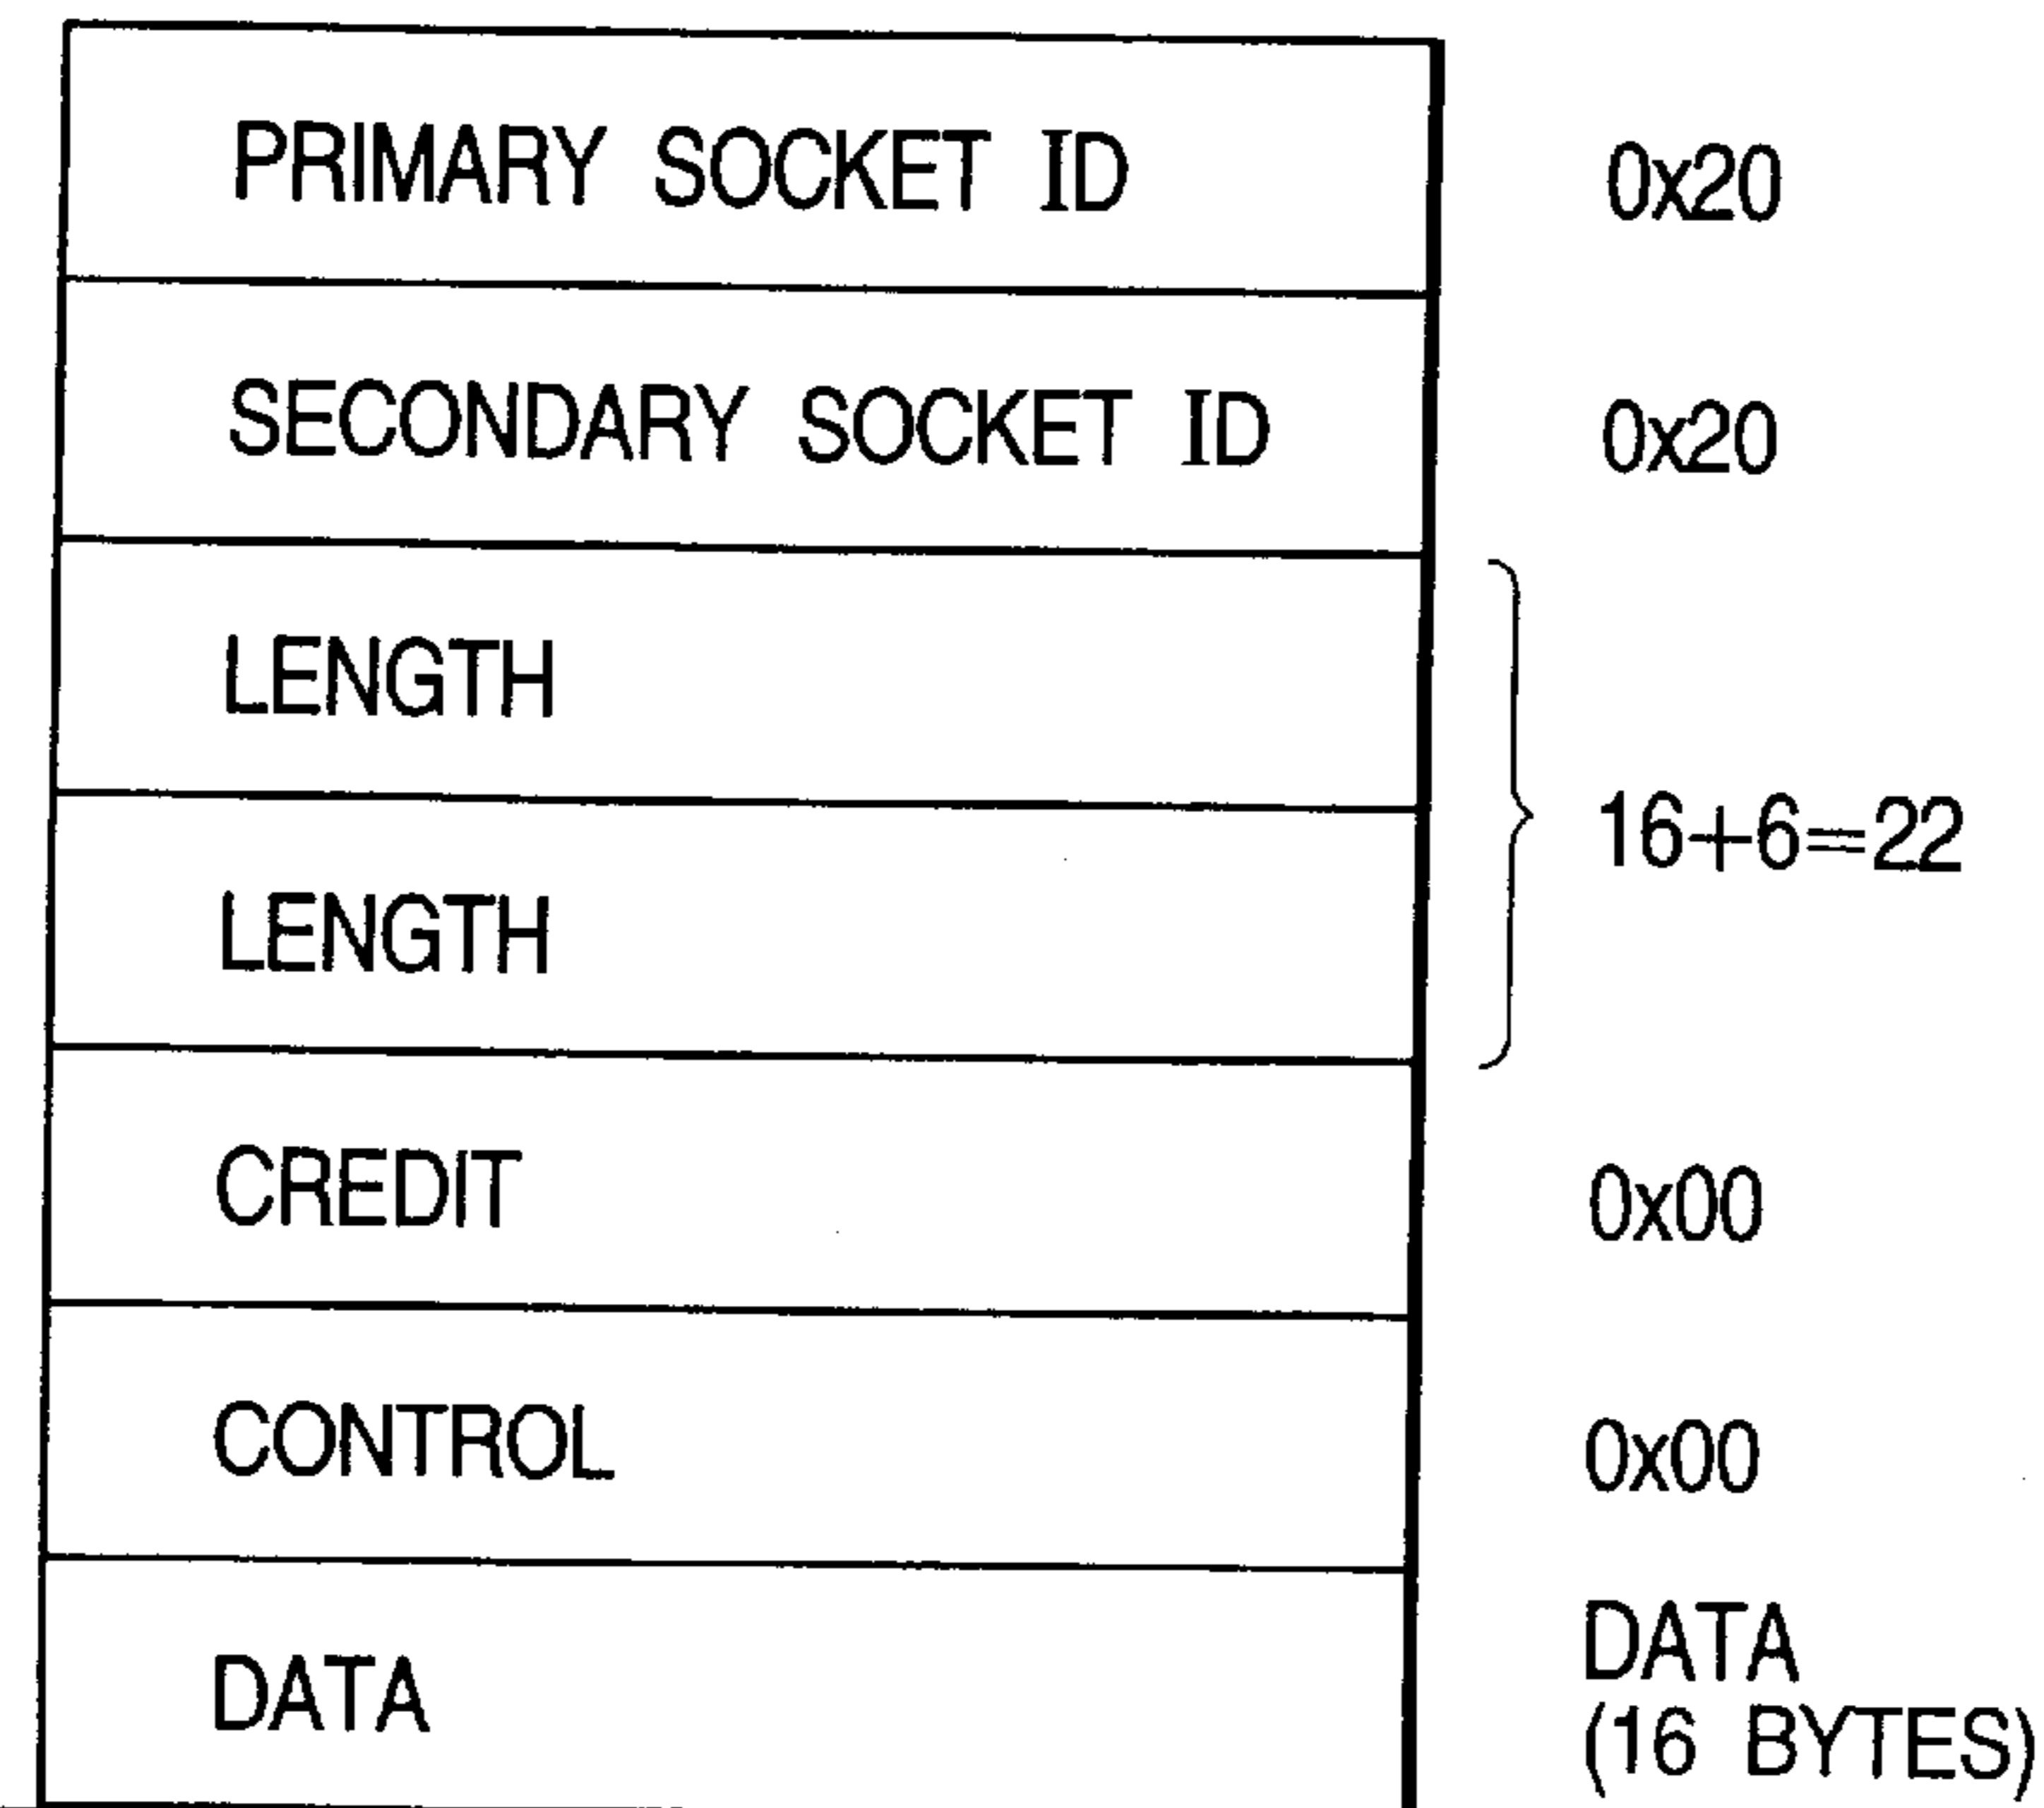 PRIMARY SOCKET ID 0x20
SECONDARY SOCKET ID 0x20
LENGTH
16+6=22
LENGTH
CREDIT 0x00
CONTROL 0x00
DATA DATA
(16 BYTES)